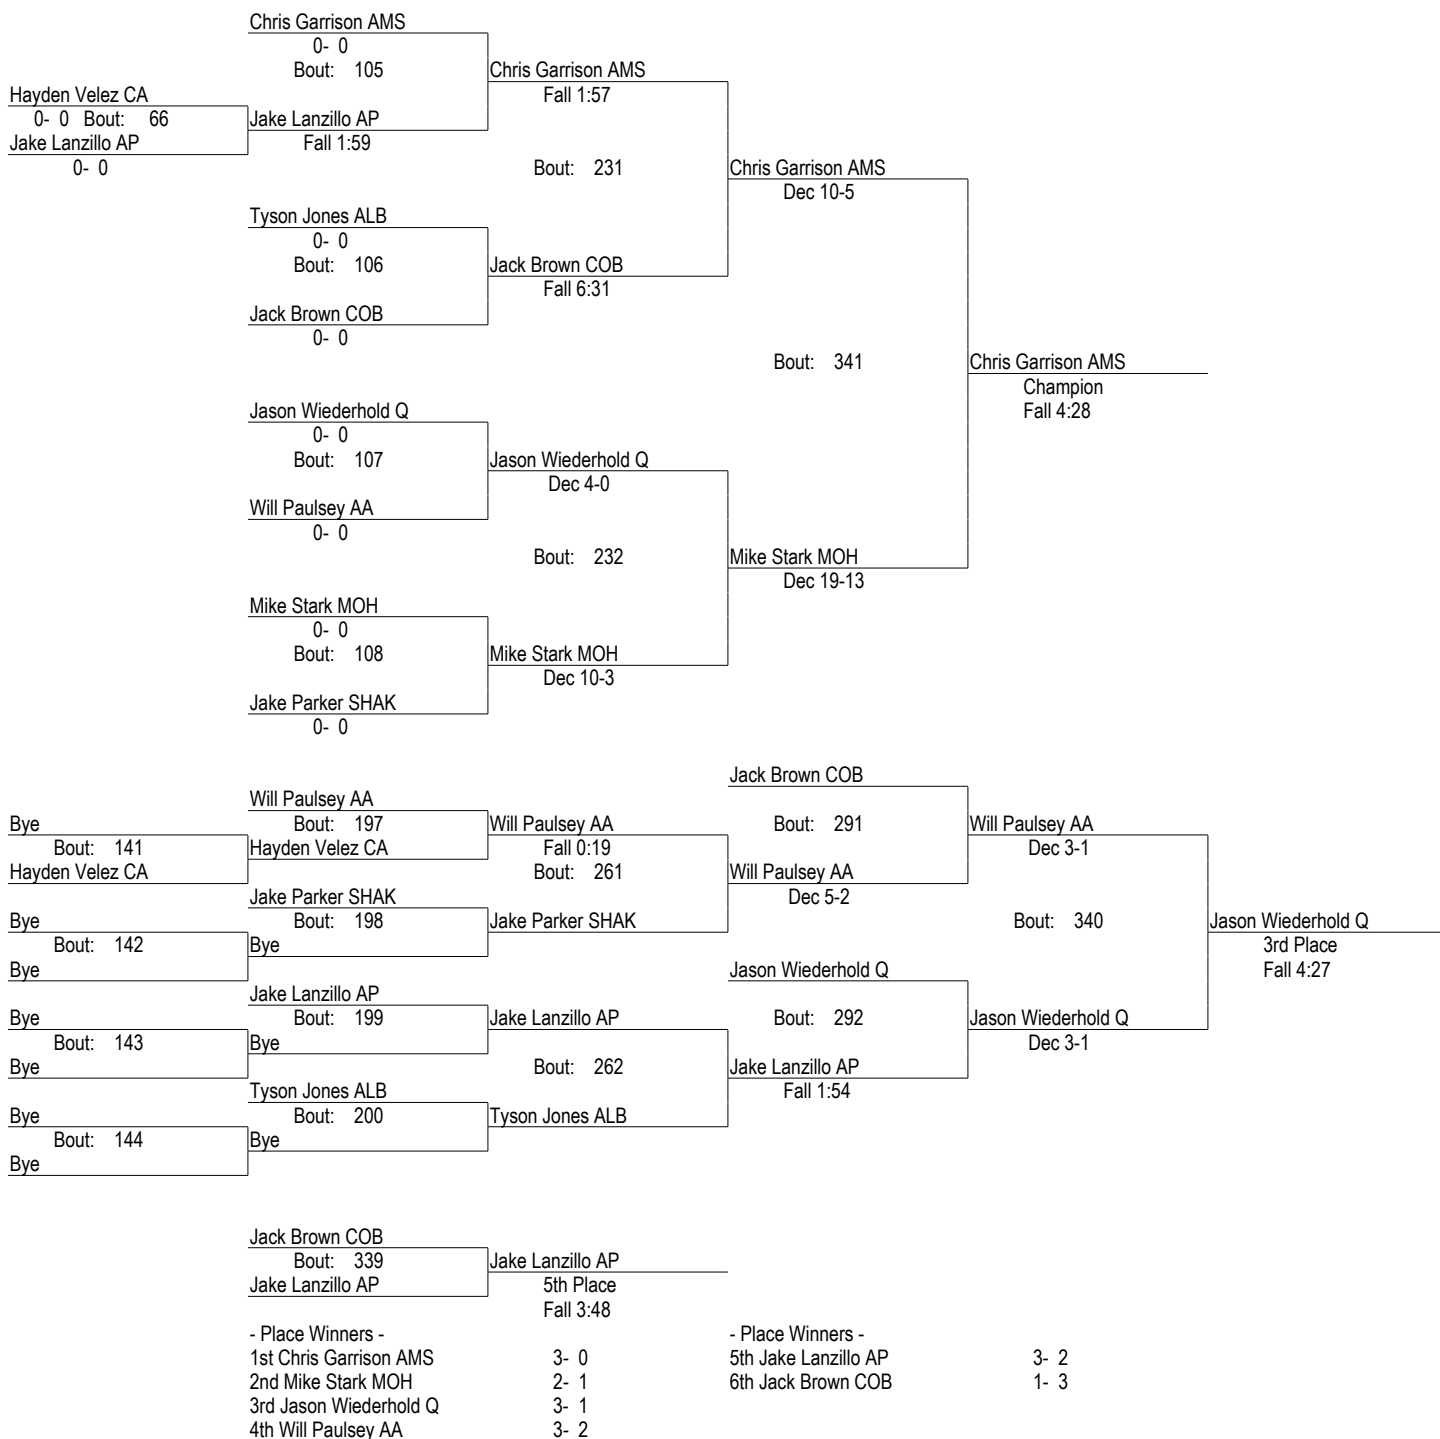 Chris Garrison AMS
0- 0
Bout: 105
Chris Garrison AMS
Fall 1:57
Hayden Velez CA
0- 0 Bout: 66
Jake Lanzillo AP
0- 0
Jake Lanzillo AP
Fall 1:59
Bout: 231
Chris Garrison AMS
Dec 10-5
Tyson Jones ALB
0- 0
Bout: 106
Jack Brown COB
Fall 6:31
Jack Brown COB
0- 0
Bout: 341
Chris Garrison AMS
Champion
Fall 4:28
Jason Wiederhold Q
0- 0
Bout: 107
Jason Wiederhold Q
Dec 4-0
Will Paulsey AA
0- 0
Bout: 232
Mike Stark MOH
Dec 19-13
Mike Stark MOH
0- 0
Bout: 108
Mike Stark MOH
Dec 10-3
Jake Parker SHAK
0- 0
Jack Brown COB
Will Paulsey AA
Bye
Bout: 197
Will Paulsey AA
Bout: 291
Will Paulsey AA
Bout: 141
Hayden Velez CA
Fall 0:19
Dec 3-1
Hayden Velez CA
Bout: 261
Will Paulsey AA
Dec 5-2
Jake Parker SHAK
Bye
Bout: 198
Jake Parker SHAK
Bout: 340
Jason Wiederhold Q
Bout: 142
Bye
3rd Place
Bye
Jason Wiederhold Q
Fall 4:27
Jake Lanzillo AP
Bye
Bout: 199
Jake Lanzillo AP
Bout: 292
Jason Wiederhold Q
Bout: 143
Bye
Dec 3-1
Bye
Bout: 262
Jake Lanzillo AP
Fall 1:54
Tyson Jones ALB
Bye
Bout: 200
Tyson Jones ALB
Bout: 144
Bye
Bye
Jack Brown COB
Bout: 339
Jake Lanzillo AP
Jake Lanzillo AP
5th Place
Fall 3:48
- Place Winners -
1st Chris Garrison AMS 3- 0
2nd Mike Stark MOH 2- 1
3rd Jason Wiederhold Q 3- 1
4th Will Paulsey AA 3- 2
- Place Winners -
5th Jake Lanzillo AP 3- 2
6th Jack Brown COB 1- 3